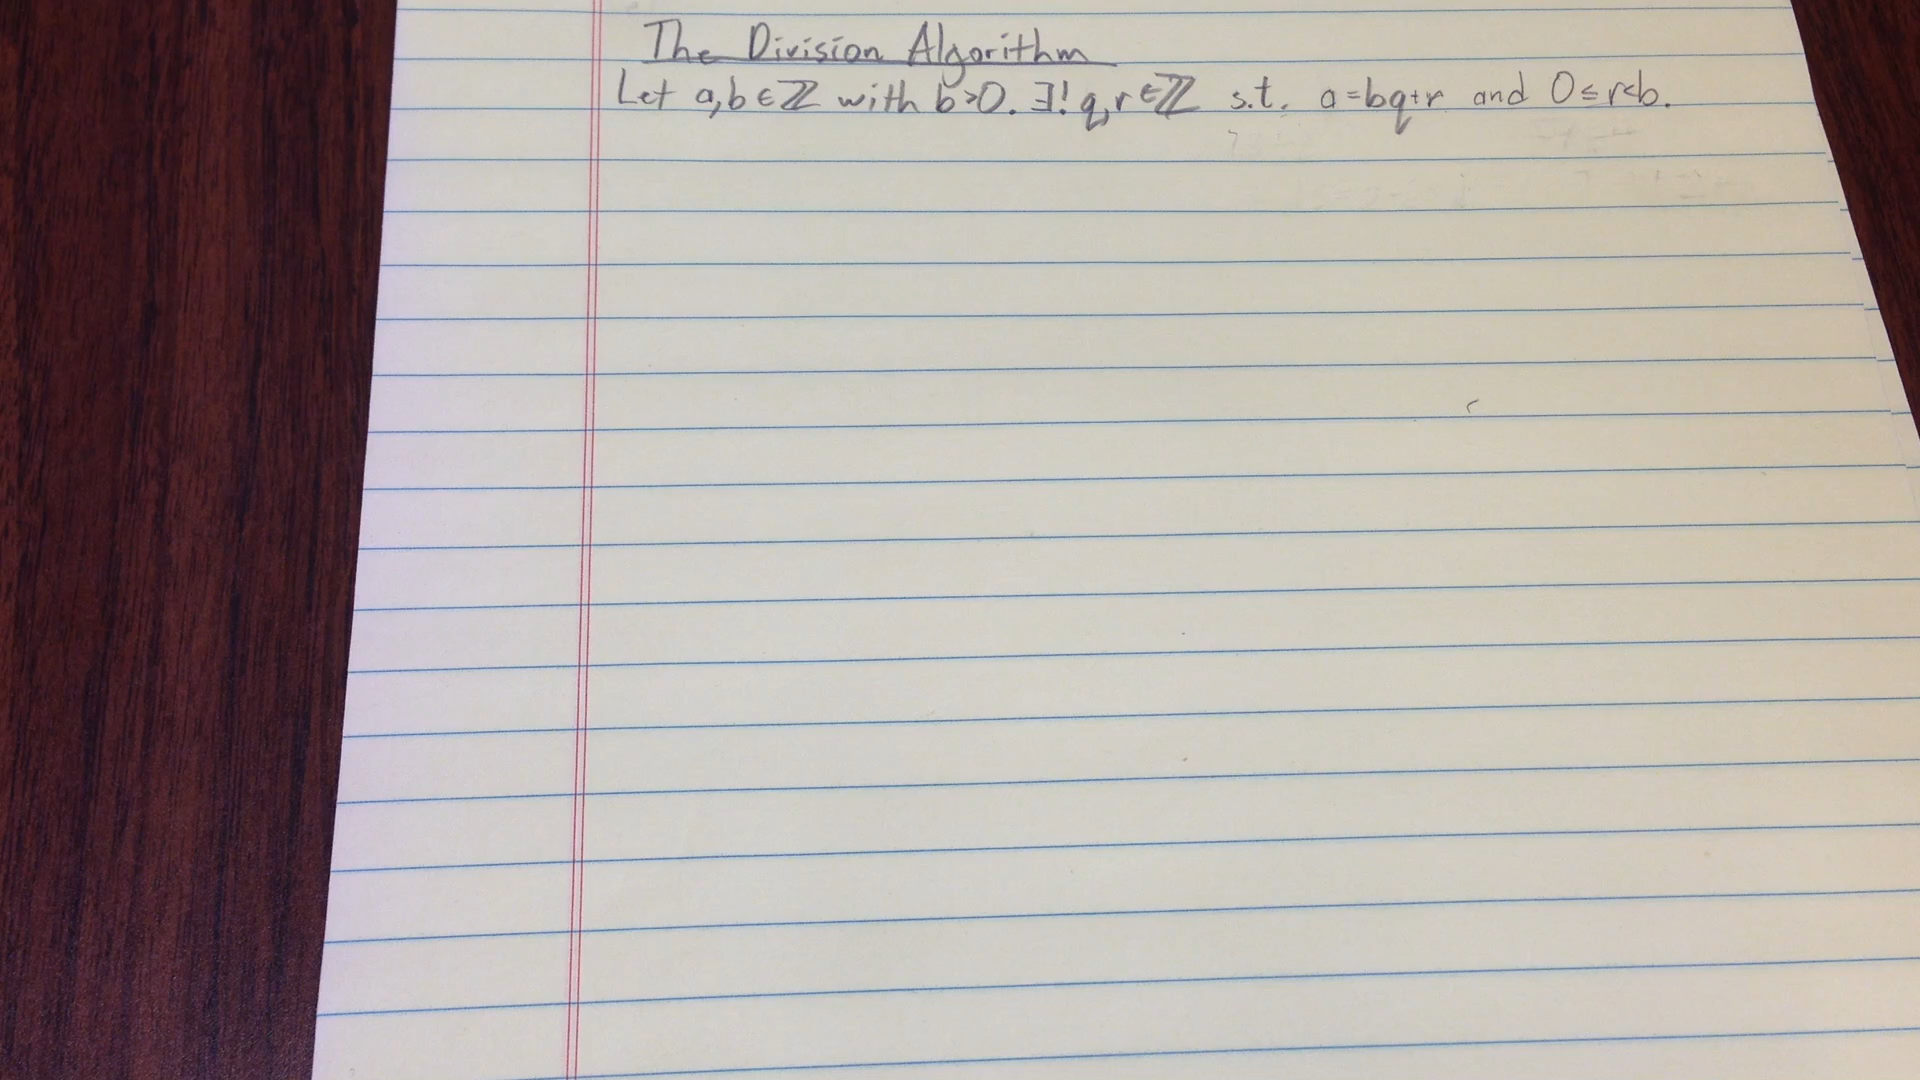 The Division Algorithm
Let a,b∈ℤ with b>0. ∃! q,r∈ℤ s.t. a=bq+r and 0≤r<b.